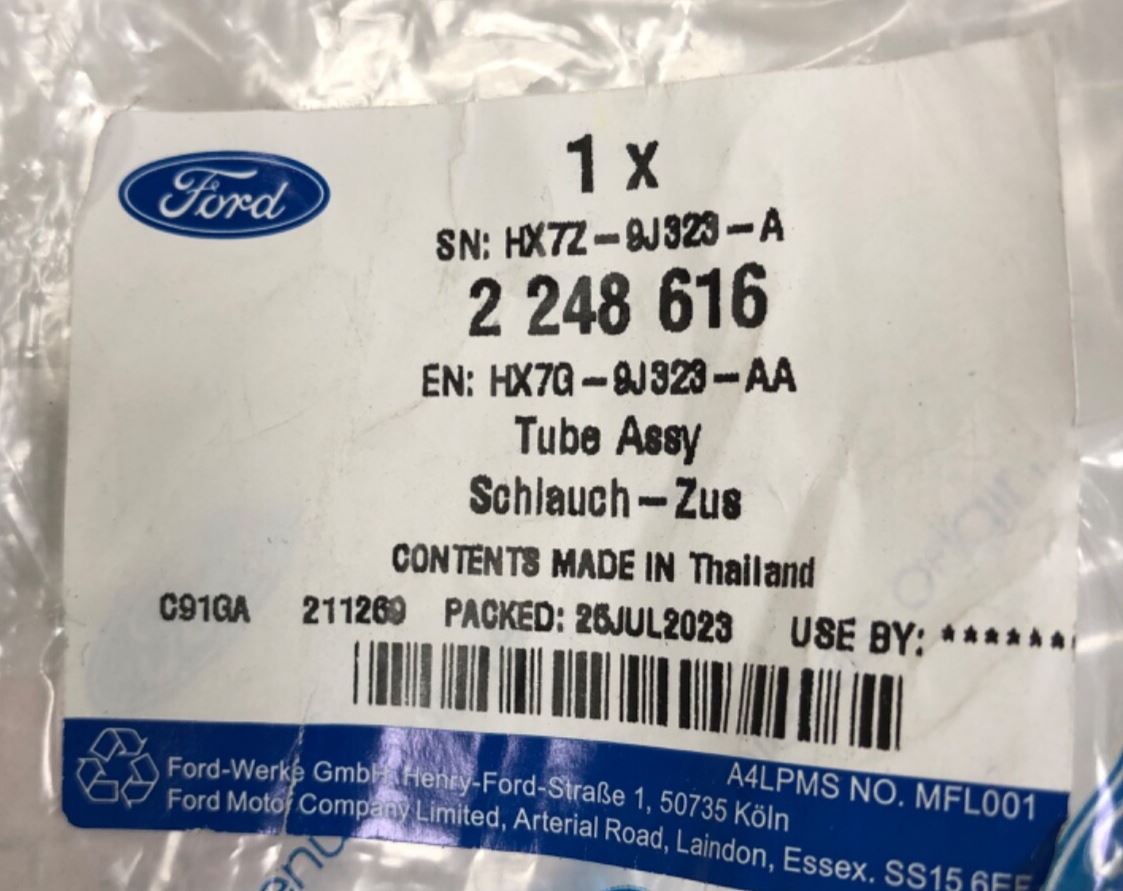 Ford
1 x
SN: HX7Z-9J323-A
2 248 616
EN: HX7G-9J323-AA
Tube Assy
Schlauch-Zus
CONTENTS MADE IN Thailand
C91GA 211269 PACKED: 26JUL2023 USE BY: *******
A4LPMS NO. MFL001
Ford-Werke GmbH, Henry-Ford-Straße 1, 50735 Köln
Ford Motor Company Limited, Arterial Road, Laindon, Essex. SS15 6EE